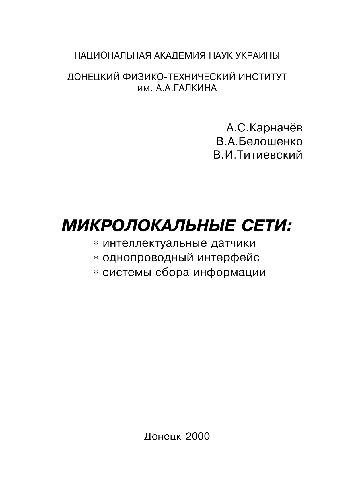 НАЦИОНАЛЬНАЯ АКАДЕМИЯ НАУК УКРАИНЫ
ДОНЕЦКИЙ ФИЗИКО-ТЕХНИЧЕСКИЙ ИНСТИТУТ
им. А.А.ГАЛКИНА
А.С.Карначёв
В.А.Белошенко
В.И.Титиевский
МИКРОЛОКАЛЬНЫЕ СЕТИ:
▫ интеллектуальные датчики
▫ однопроводный интерфейс
▫ системы сбора информации
Донецк 2000